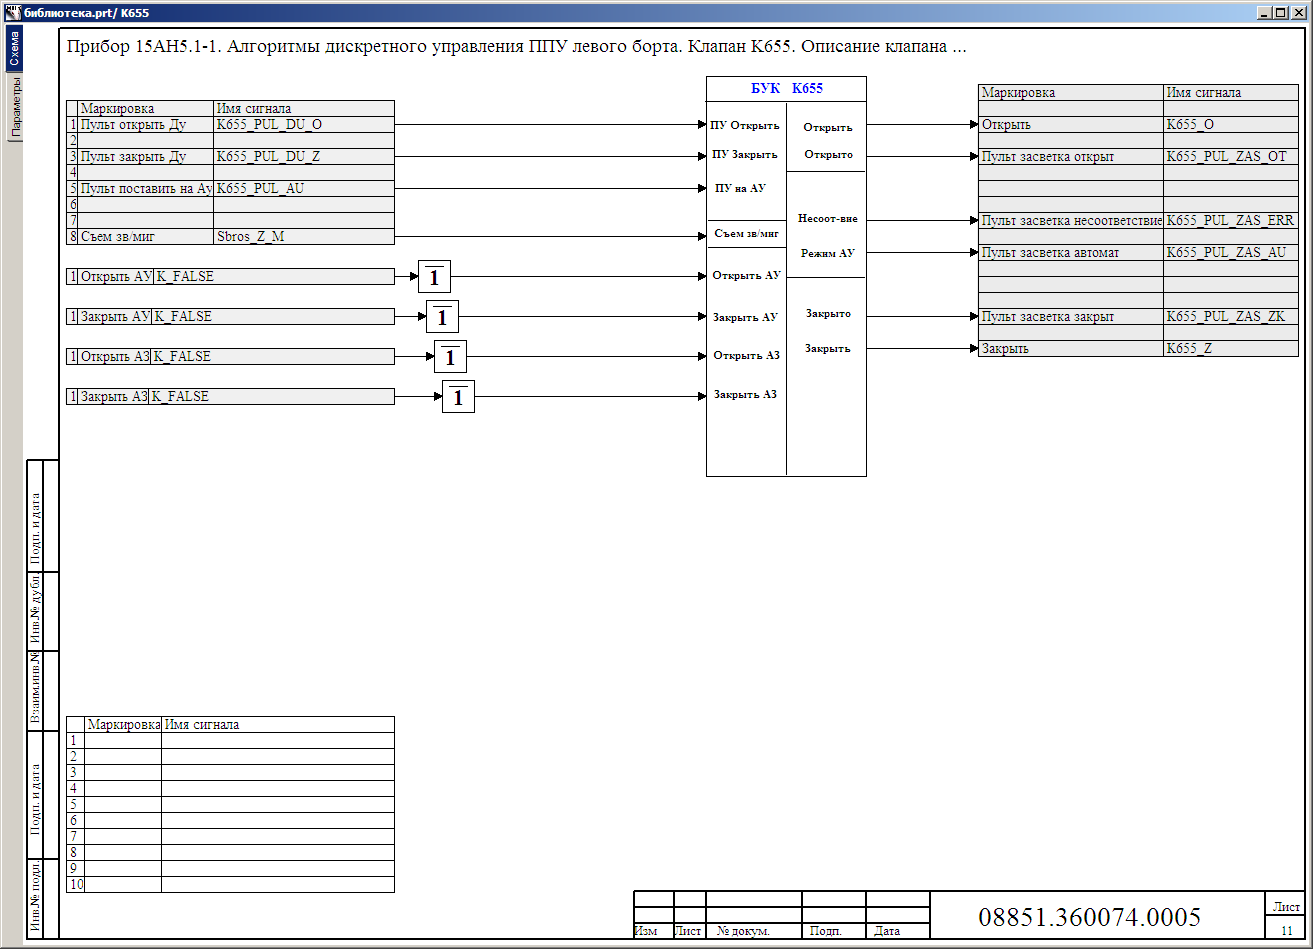 библиотека.prt/ K655
Схема
Параметры
Прибор 15АН5.1-1. Алгоритмы дискретного управления ППУ левого борта. Клапан К655. Описание клапана ...
Маркировка Имя сигнала
1 Пульт открыть Ду K655_PUL_DU_O
2
3 Пульт закрыть Ду K655_PUL_DU_Z
4
5 Пульт поставить на Ау K655_PUL_AU
6
7
8 Съем зв/миг Sbros_Z_M
1 Открыть АУ K_FALSE
1
1 Закрыть АУ K_FALSE
1
1 Открыть АЗ K_FALSE
1
1 Закрыть АЗ K_FALSE
1
БУК K655
ПУ Открыть
ПУ Закрыть
ПУ на АУ
Съем зв/миг
Открыть АУ
Закрыть АУ
Открыть АЗ
Закрыть АЗ
Открыть
Открыто
Несоот-вие
Режим АУ
Закрыто
Закрыть
Маркировка Имя сигнала
Открыть K655_O
Пульт засветка открыт K655_PUL_ZAS_OT
Пульт засветка несоответствие K655_PUL_ZAS_ERR
Пульт засветка автомат K655_PUL_ZAS_AU
Пульт засветка закрыт K655_PUL_ZAS_ZK
Закрыть K655_Z
Подп. и дата
Инв.№ дубл.
Взаим.инв.№
Подп. и дата
Инв.№ подл.
Маркировка Имя сигнала
1
2
3
4
5
6
7
8
9
10
Изм Лист № докум. Подп. Дата
08851.360074.0005
Лист
11